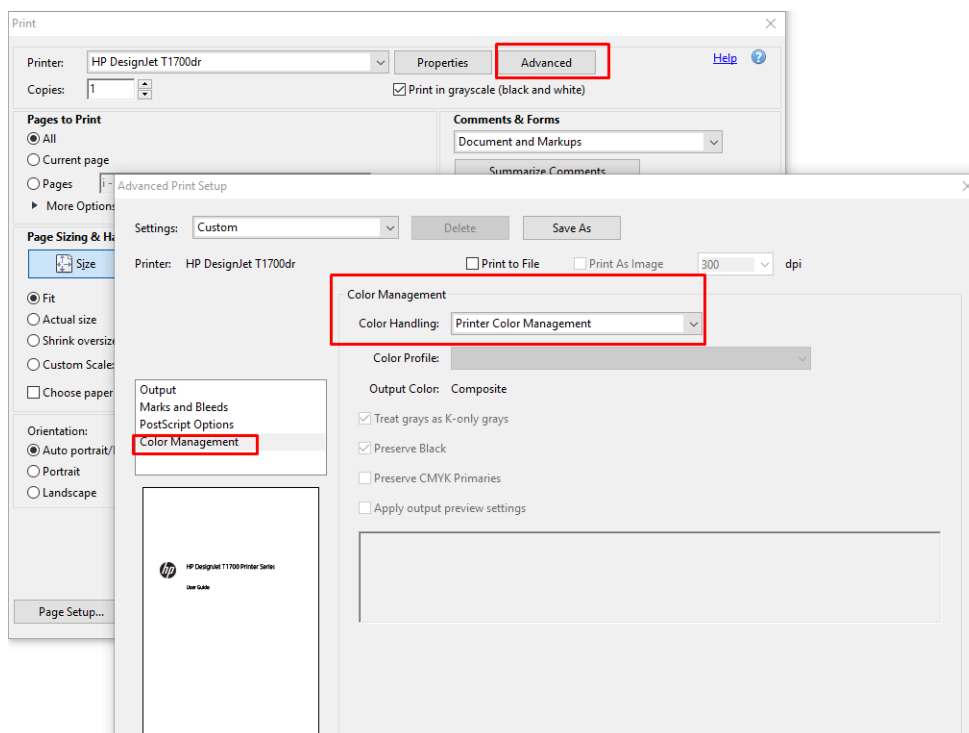 Print
Printer: HP DesignJet T1700dr Properties Advanced Help ?
Copies: 1 Print in grayscale (black and white)
Pages to Print Comments & Forms
All Document and Markups
Current page
Pages i - Summarize Comments
More Options
Advanced Print Setup
Settings: Custom Delete Save As
Page Sizing & Ha
Size Printer: HP DesignJet T1700dr Print to File Print As Image 300 dpi
Fit Color Management
Actual size Color Handling: Printer Color Management
Shrink oversize
Custom Scale: Color Profile:
Choose paper Output Output Color: Composite
Marks and Bleeds
Orientation: PostScript Options Treat grays as K-only grays
Auto portrait/l Color Management Preserve Black
Portrait Preserve CMYK Primaries
Landscape Apply output preview settings
hp HP DesignJet T1700 Printer Series
User Guide
Page Setup...